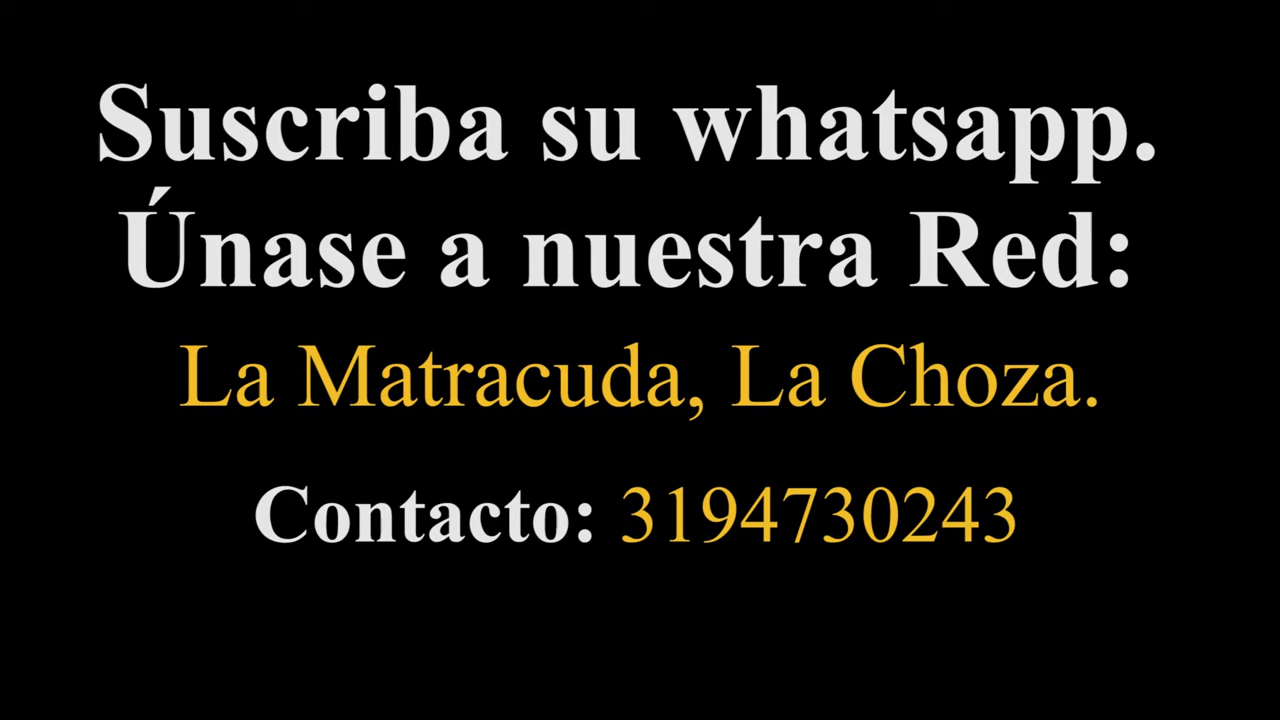 Suscriba su whatsapp.
Únase a nuestra Red:
La Matracuda, La Choza.
Contacto: 3194730243